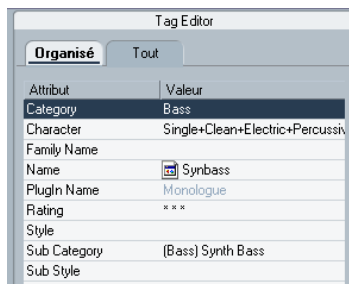 Tag Editor
Organisé Tout
Attribut Valeur
Category Bass
Character Single+Clean+Electric+Percussiv
Family Name
Name Synbass
PlugIn Name Monologue
Rating * * *
Style
Sub Category (Bass) Synth Bass
Sub Style